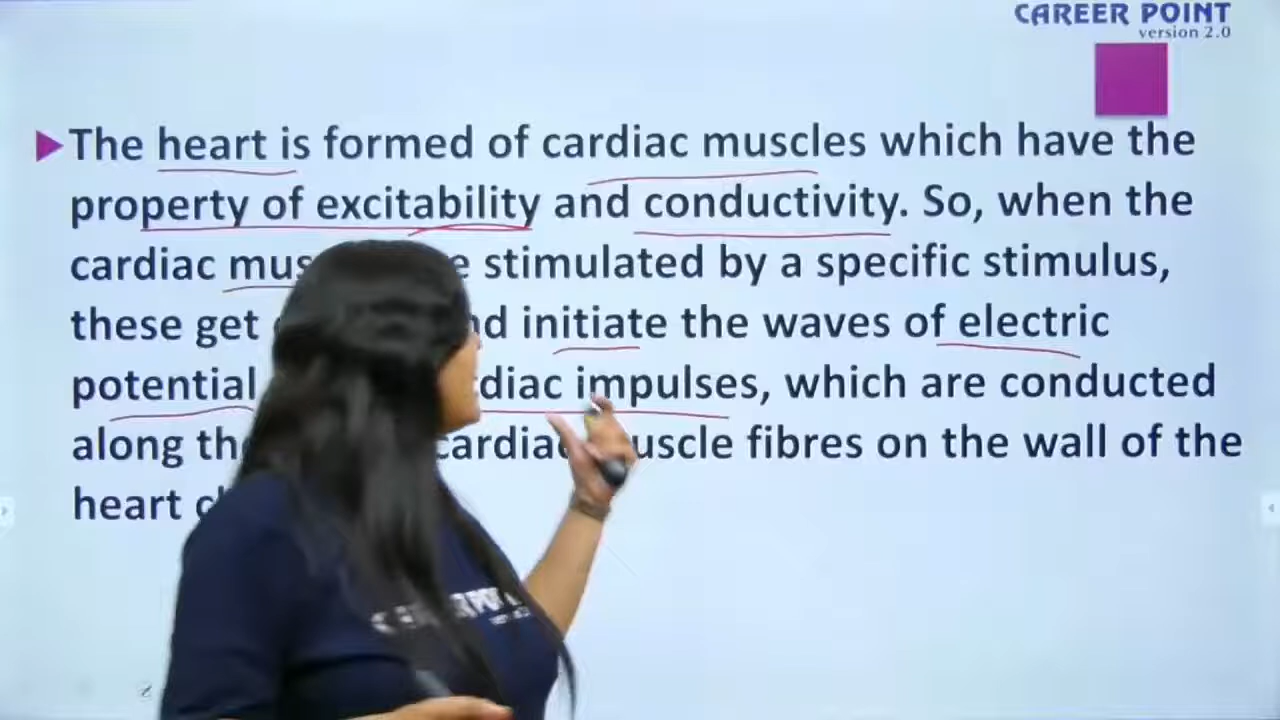 CAREER POINT
version 2.0
The heart is formed of cardiac muscles which have the
property of excitability and conductivity. So, when the
cardiac mus e stimulated by a specific stimulus,
these get nd initiate the waves of electric
potential diac impulses, which are conducted
along th cardiac uscle fibres on the wall of the
heart c